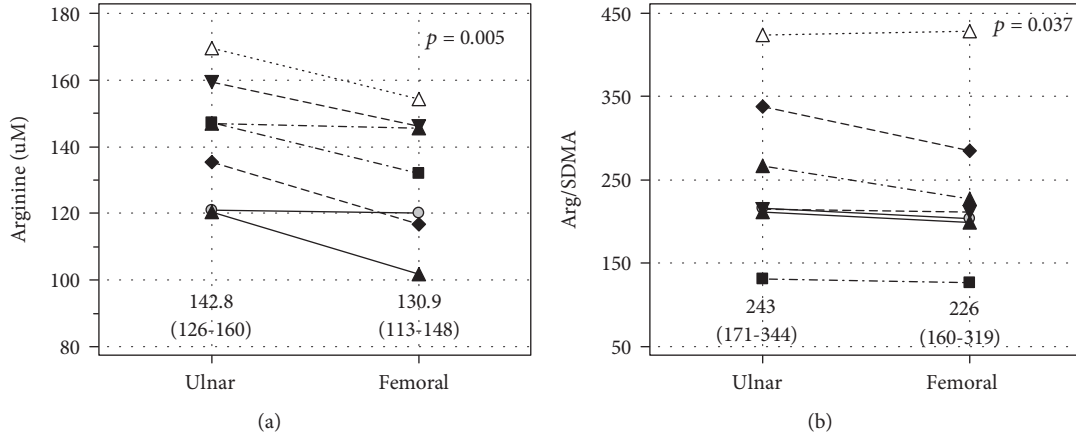 180
160
140
120
100
80
Arginine (uM)
p = 0.005
142.8
(126-160)
130.9
(113-148)
Ulnar
Femoral
(a)
450
350
250
150
50
Arg/SDMA
p = 0.037
243
(171-344)
226
(160-319)
Ulnar
Femoral
(b)